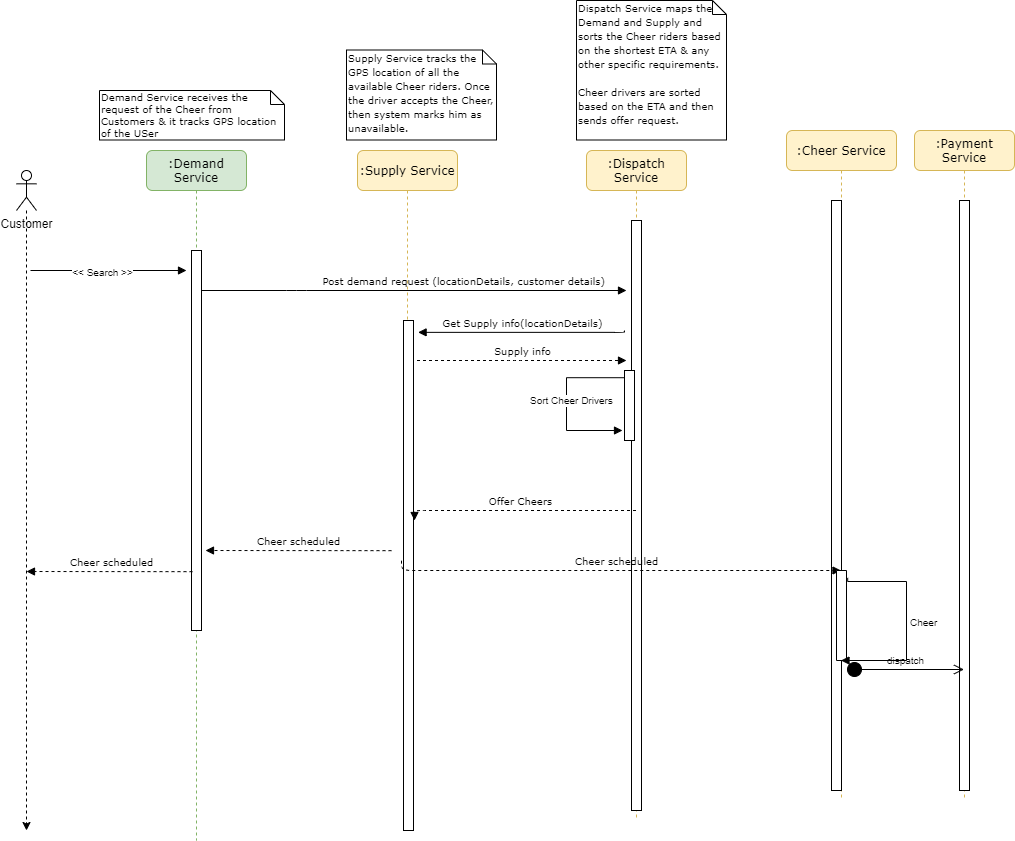 Dispatch Service maps the
Demand and Supply and
sorts the Cheer riders based
on the shortest ETA & any
other specific requirements.
Cheer drivers are sorted
based on the ETA and then
sends offer request.
Supply Service tracks the
GPS location of all the
available Cheer riders. Once
the driver accepts the Cheer,
then system marks him as
unavailable.
Demand Service receives the
request of the Cheer from
Customers & it tracks GPS location
of the USer
:Demand
Service
:Supply Service
:Dispatch
Service
:Cheer Service
:Payment
Service
Customer
<< Search >>
Post demand request (locationDetails, customer details)
Get Supply info(locationDetails)
Supply info
Sort Cheer Drivers
Offer Cheers
Cheer scheduled
Cheer scheduled
Cheer scheduled
Cheer
dispatch